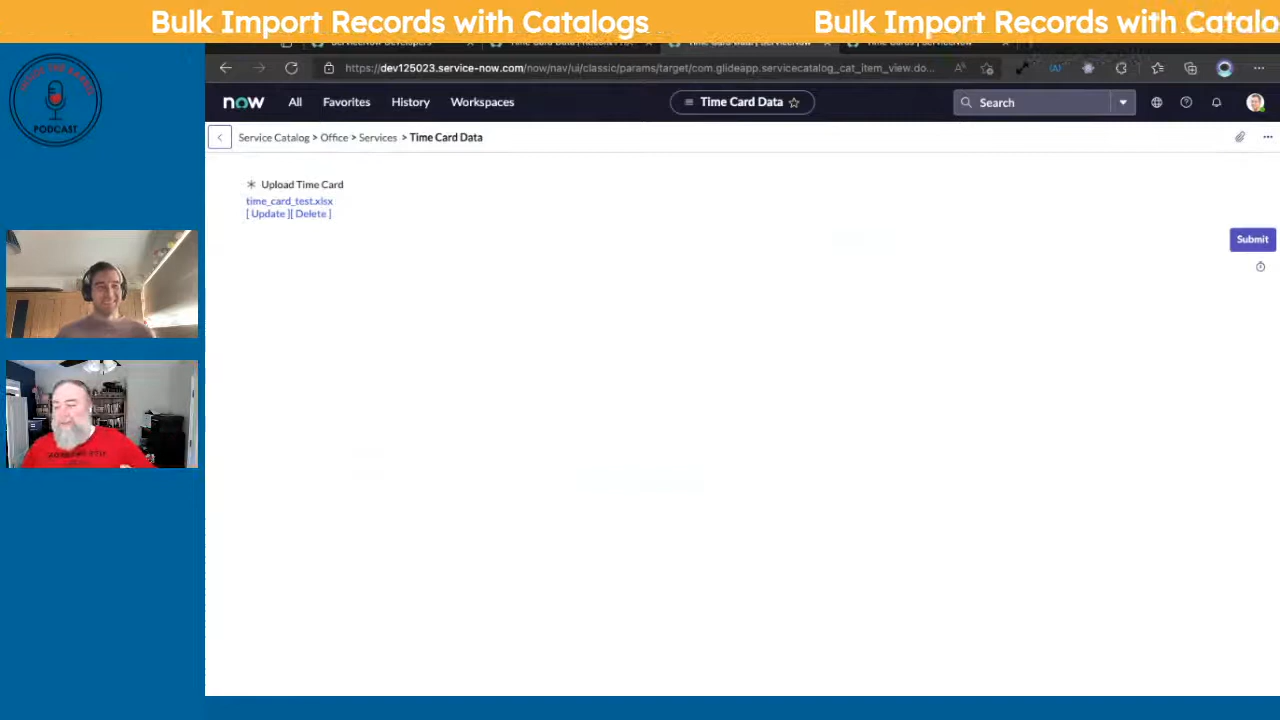 Bulk Import Records with Catalogs Bulk Import Records with Catalo
PODCAST
https://dev125023.service-now.com/now/nav/ui/classic/params/target/com.glideapp.servicecatalog_cat_item_view.do...
now All Favorites History Workspaces Time Card Data Search
Service Catalog > Office > Services > Time Card Data
Upload Time Card
time_card_test.xlsx
[ Update ][ Delete ]
Submit